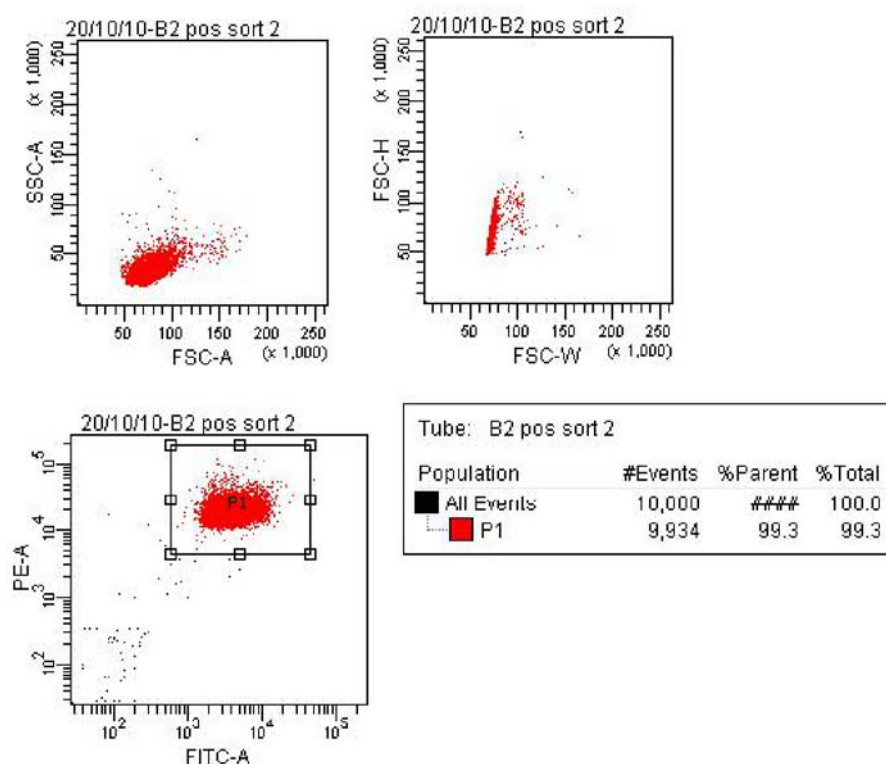 20/10/10-B2 pos sort 2
(x 1,000)
SSC-A
250
200
150
100
50
50 100 150 200 250
FSC-A (x 1,000)
20/10/10-B2 pos sort 2
(x 1,000)
FSC-H
250
200
150
100
50
50 100 150 200 250
FSC-W (x 1,000)
20/10/10-B2 pos sort 2
PE-A
10^5
10^4
10^3
10^2
P1
10^2 10^3 10^4 10^5
FITC-A
Tube: B2 pos sort 2
Population #Events %Parent %Total
All Events 10,000 #### 100.0
P1 9,934 99.3 99.3